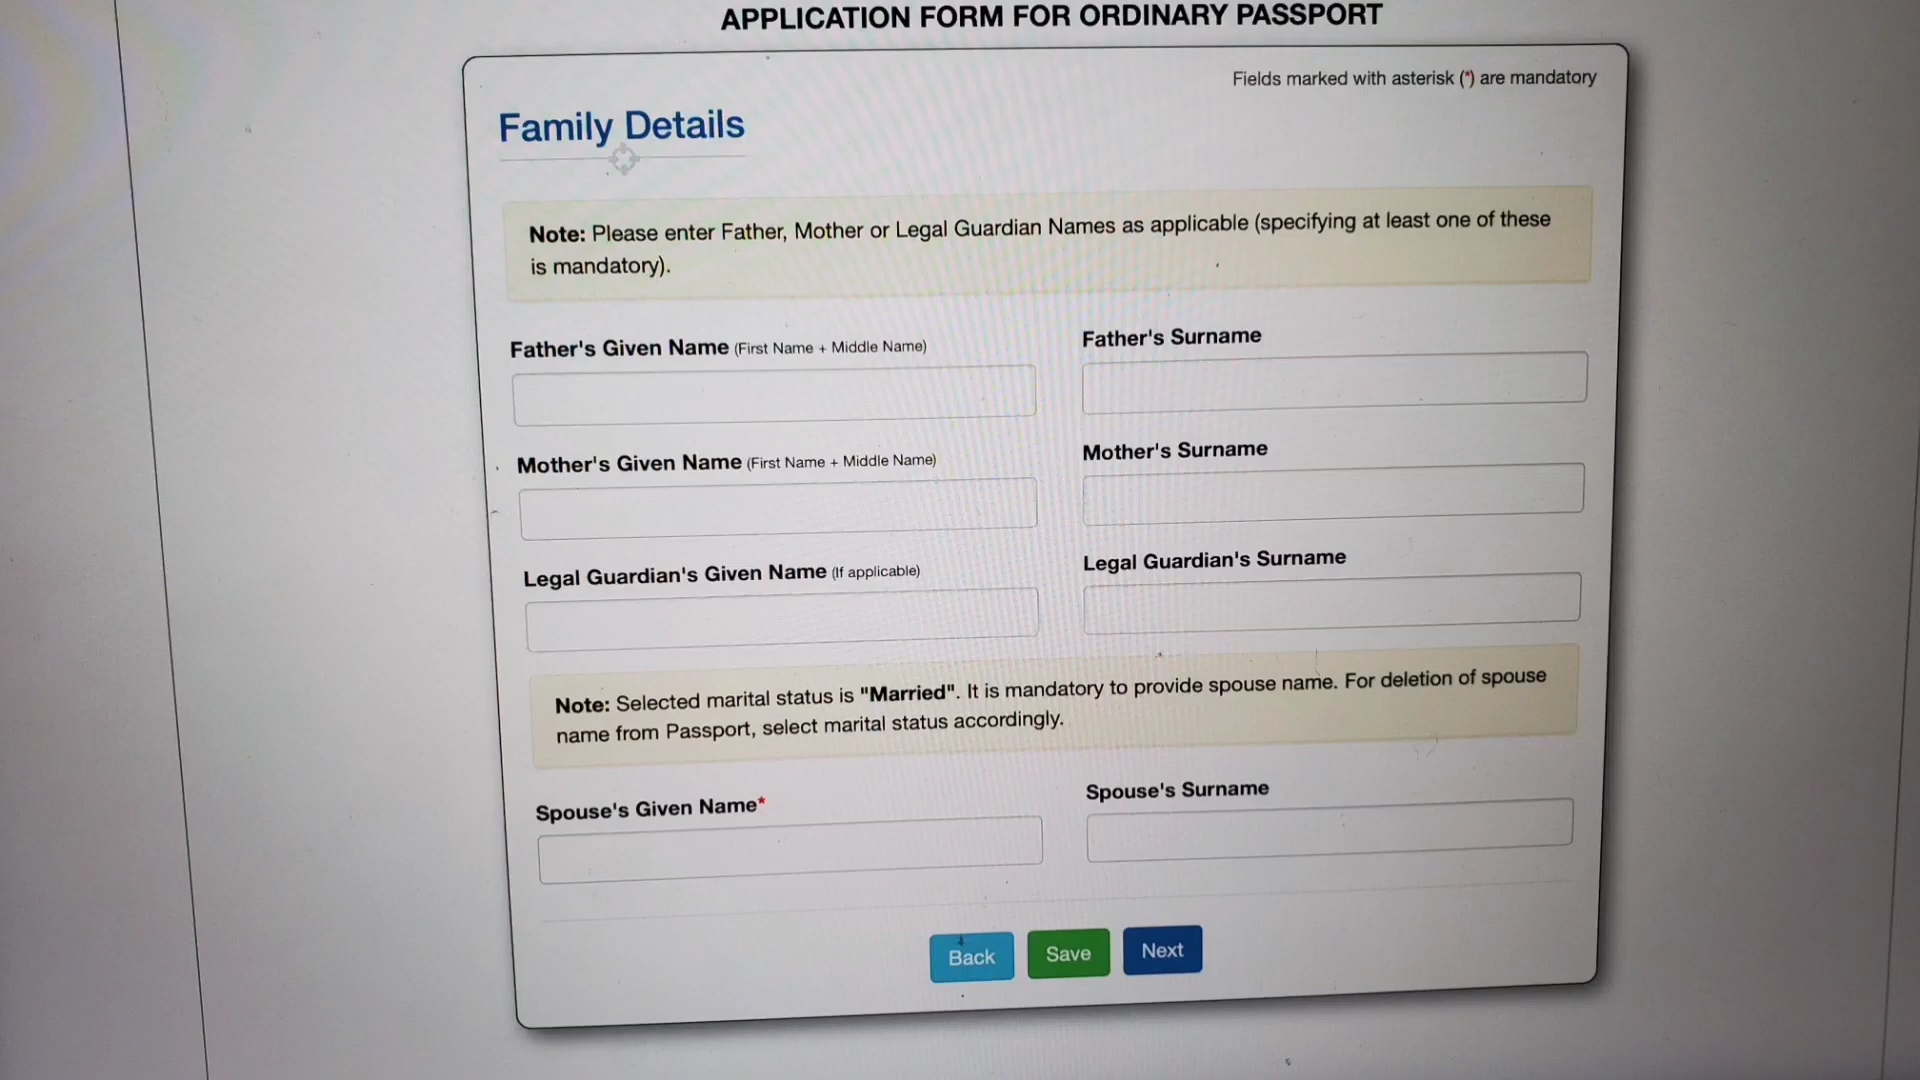 APPLICATION FORM FOR ORDINARY PASSPORT
Fields marked with asterisk (*) are mandatory
Family Details
Note: Please enter Father, Mother or Legal Guardian Names as applicable (specifying at least one of these
is mandatory).
Father's Given Name (First Name + Middle Name)
Father's Surname
Mother's Given Name (First Name + Middle Name)
Mother's Surname
Legal Guardian's Given Name (If applicable)
Legal Guardian's Surname
Note: Selected marital status is "Married". It is mandatory to provide spouse name. For deletion of spouse
name from Passport, select marital status accordingly.
Spouse's Given Name*
Spouse's Surname
Back
Save
Next